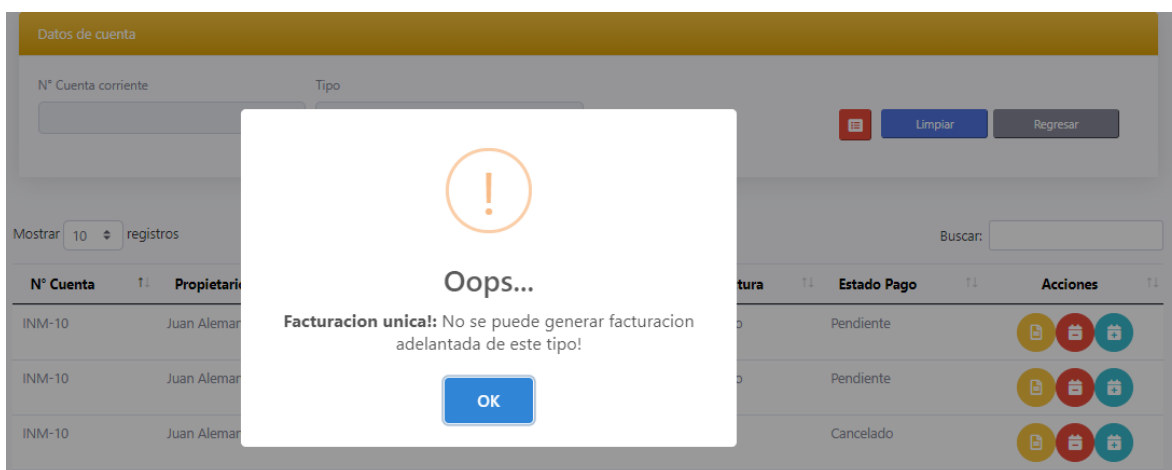 Datos de cuenta
N° Cuenta corriente Tipo
Limpiar Regresar
Mostrar 10 registros Buscar:
N° Cuenta Propietario tura Estado Pago Acciones
INM-10 Juan Aleman Pendiente
INM-10 Juan Aleman Pendiente
INM-10 Juan Aleman Cancelado
!
Oops...
Facturacion unica!: No se puede generar facturacion
adelantada de este tipo!
OK